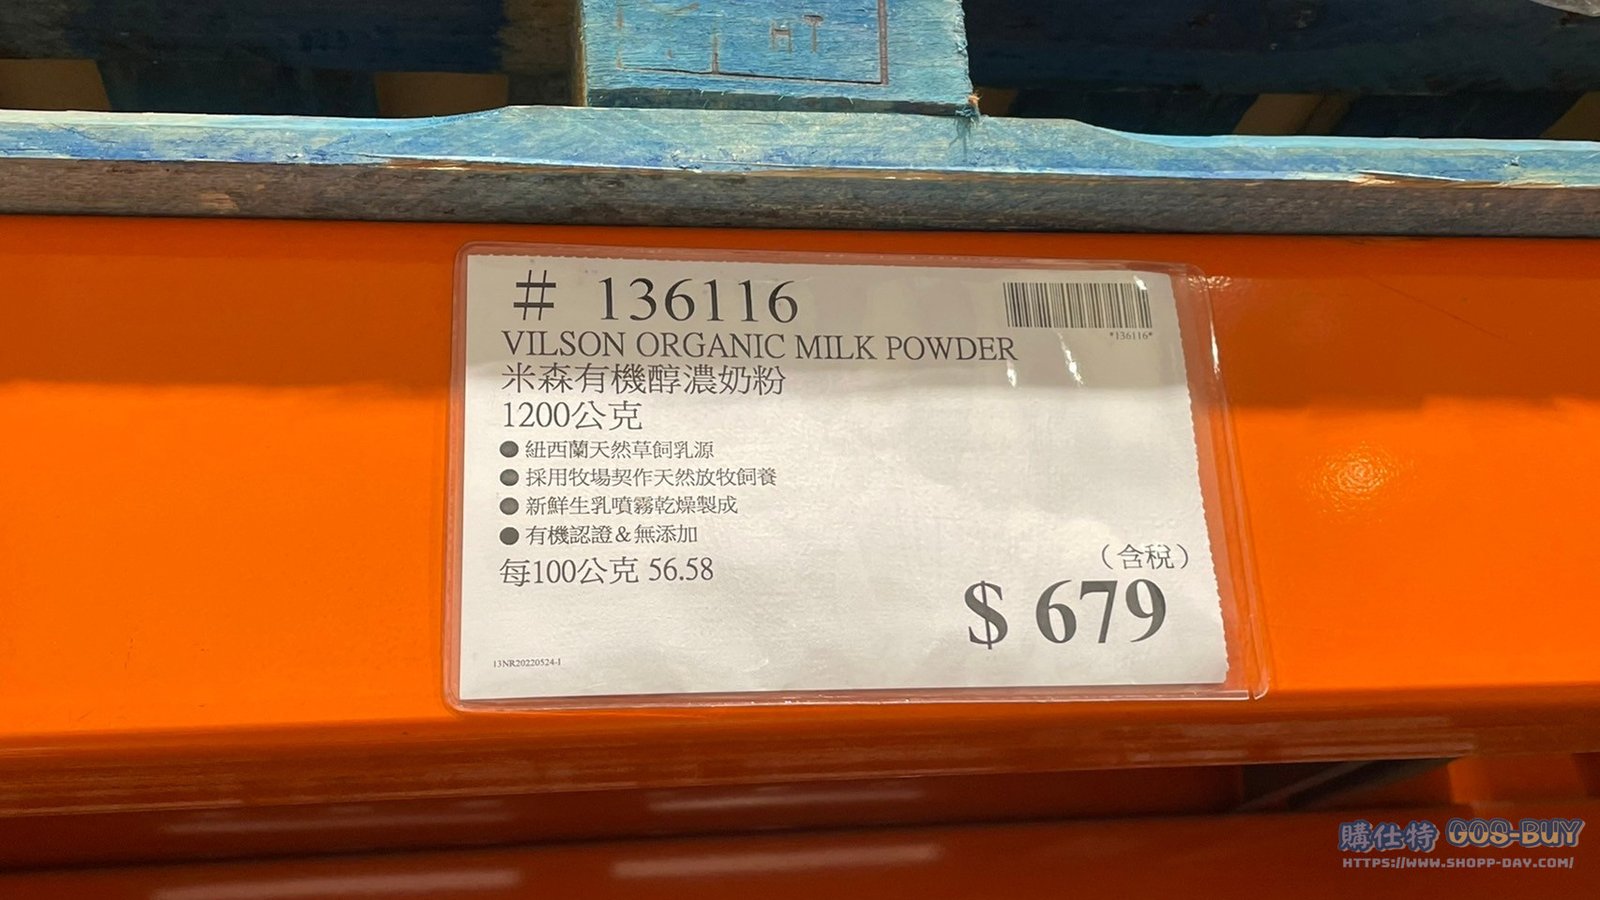 HT
# 136116
*136116*
VILSON ORGANIC MILK POWDER
米森有機醇濃奶粉
1200公克
● 紐西蘭天然草飼乳源
● 採用牧場契作天然放牧飼養
● 新鮮生乳噴霧乾燥製成
● 有機認證＆無添加
每100公克 56.58
（含稅）
$ 679
13NR20220524-1
購仕特 GOS-BUY
HTTPS://WWW.SHOPP-DAY.COM/